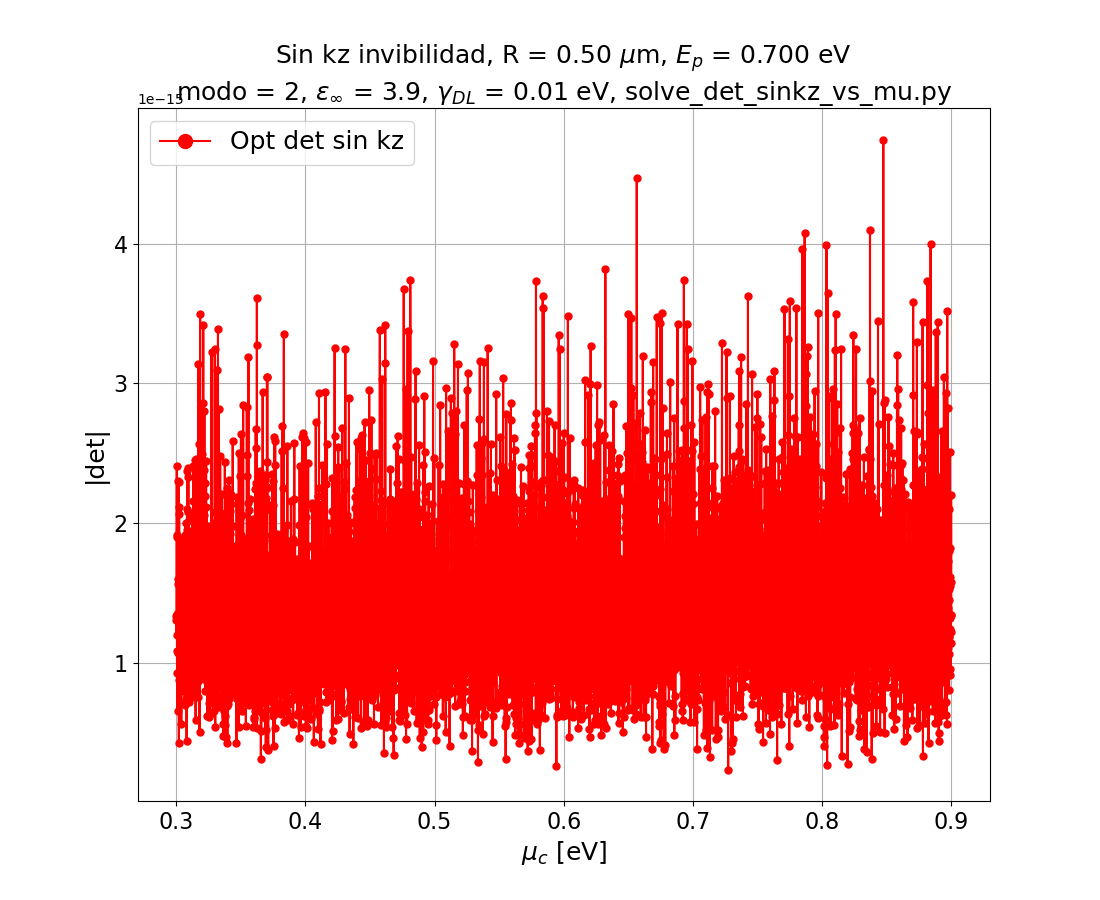 Sin kz invibilidad, R = 0.50 μm, E_p = 0.700 eV
modo = 2, ε_∞ = 3.9, γ_DL = 0.01 eV, solve_det_sinkz_vs_mu.py
1e−15
Opt det sin kz
4
3
2
1
|det|
0.3 0.4 0.5 0.6 0.7 0.8 0.9
μ_c [eV]